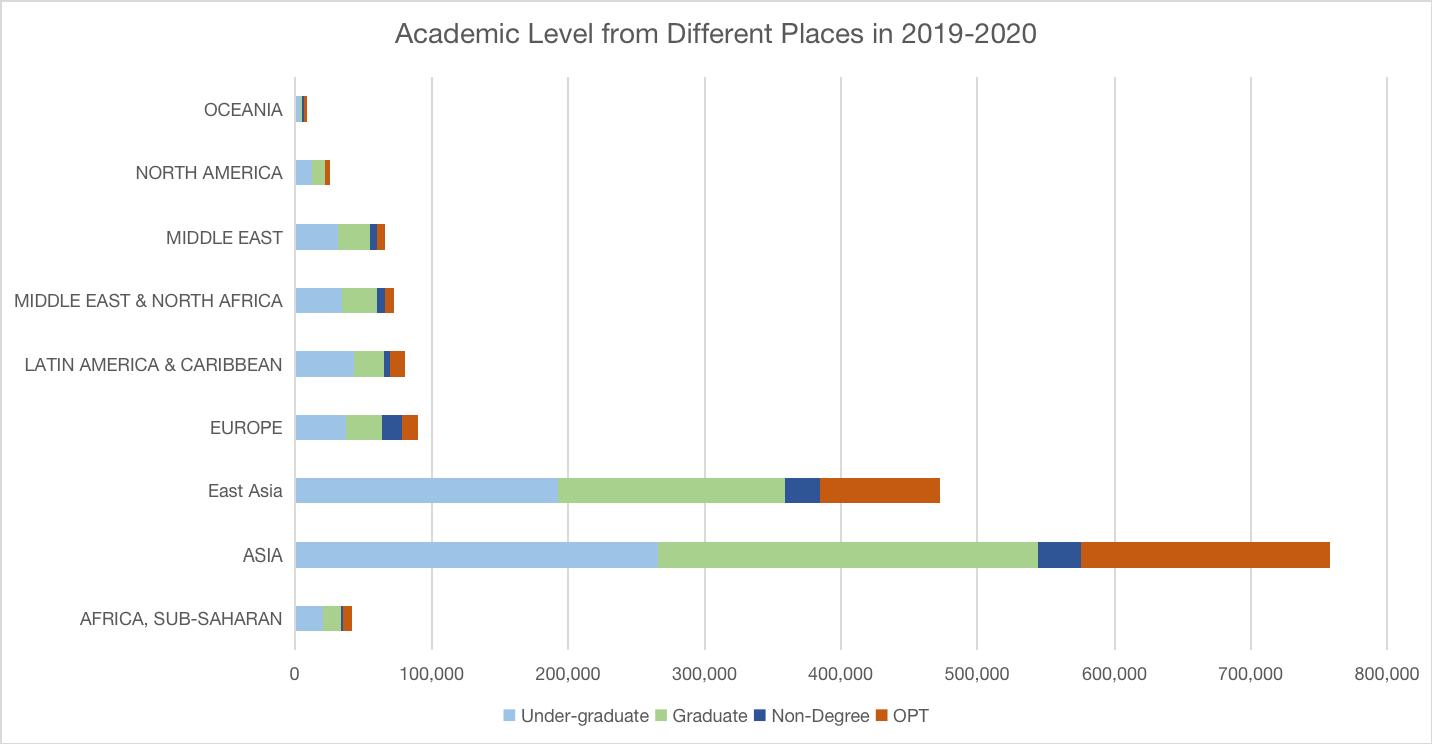 Academic Level from Different Places in 2019-2020
OCEANIA
NORTH AMERICA
MIDDLE EAST
MIDDLE EAST & NORTH AFRICA
LATIN AMERICA & CARIBBEAN
EUROPE
East Asia
ASIA
AFRICA, SUB-SAHARAN
0 100,000 200,000 300,000 400,000 500,000 600,000 700,000 800,000
Under-graduate Graduate Non-Degree OPT